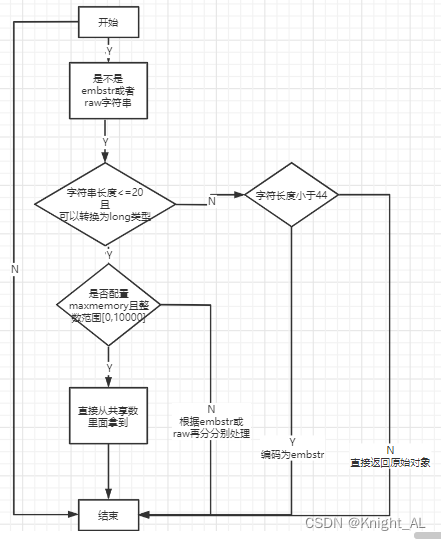 开始
Y
是不是
embstr或者
raw字符串
Y
字符串长度<=20
且
可以转换为long类型
N
字符长度小于44
Y
N
是否配置
maxmemory且整
数范围[0,10000]
Y
直接从共享数
里面拿到
N
根据embstr或
raw再分分别处理
Y
编码为embstr
N
直接返回原始对象
结束
CSDN @Knight_AL